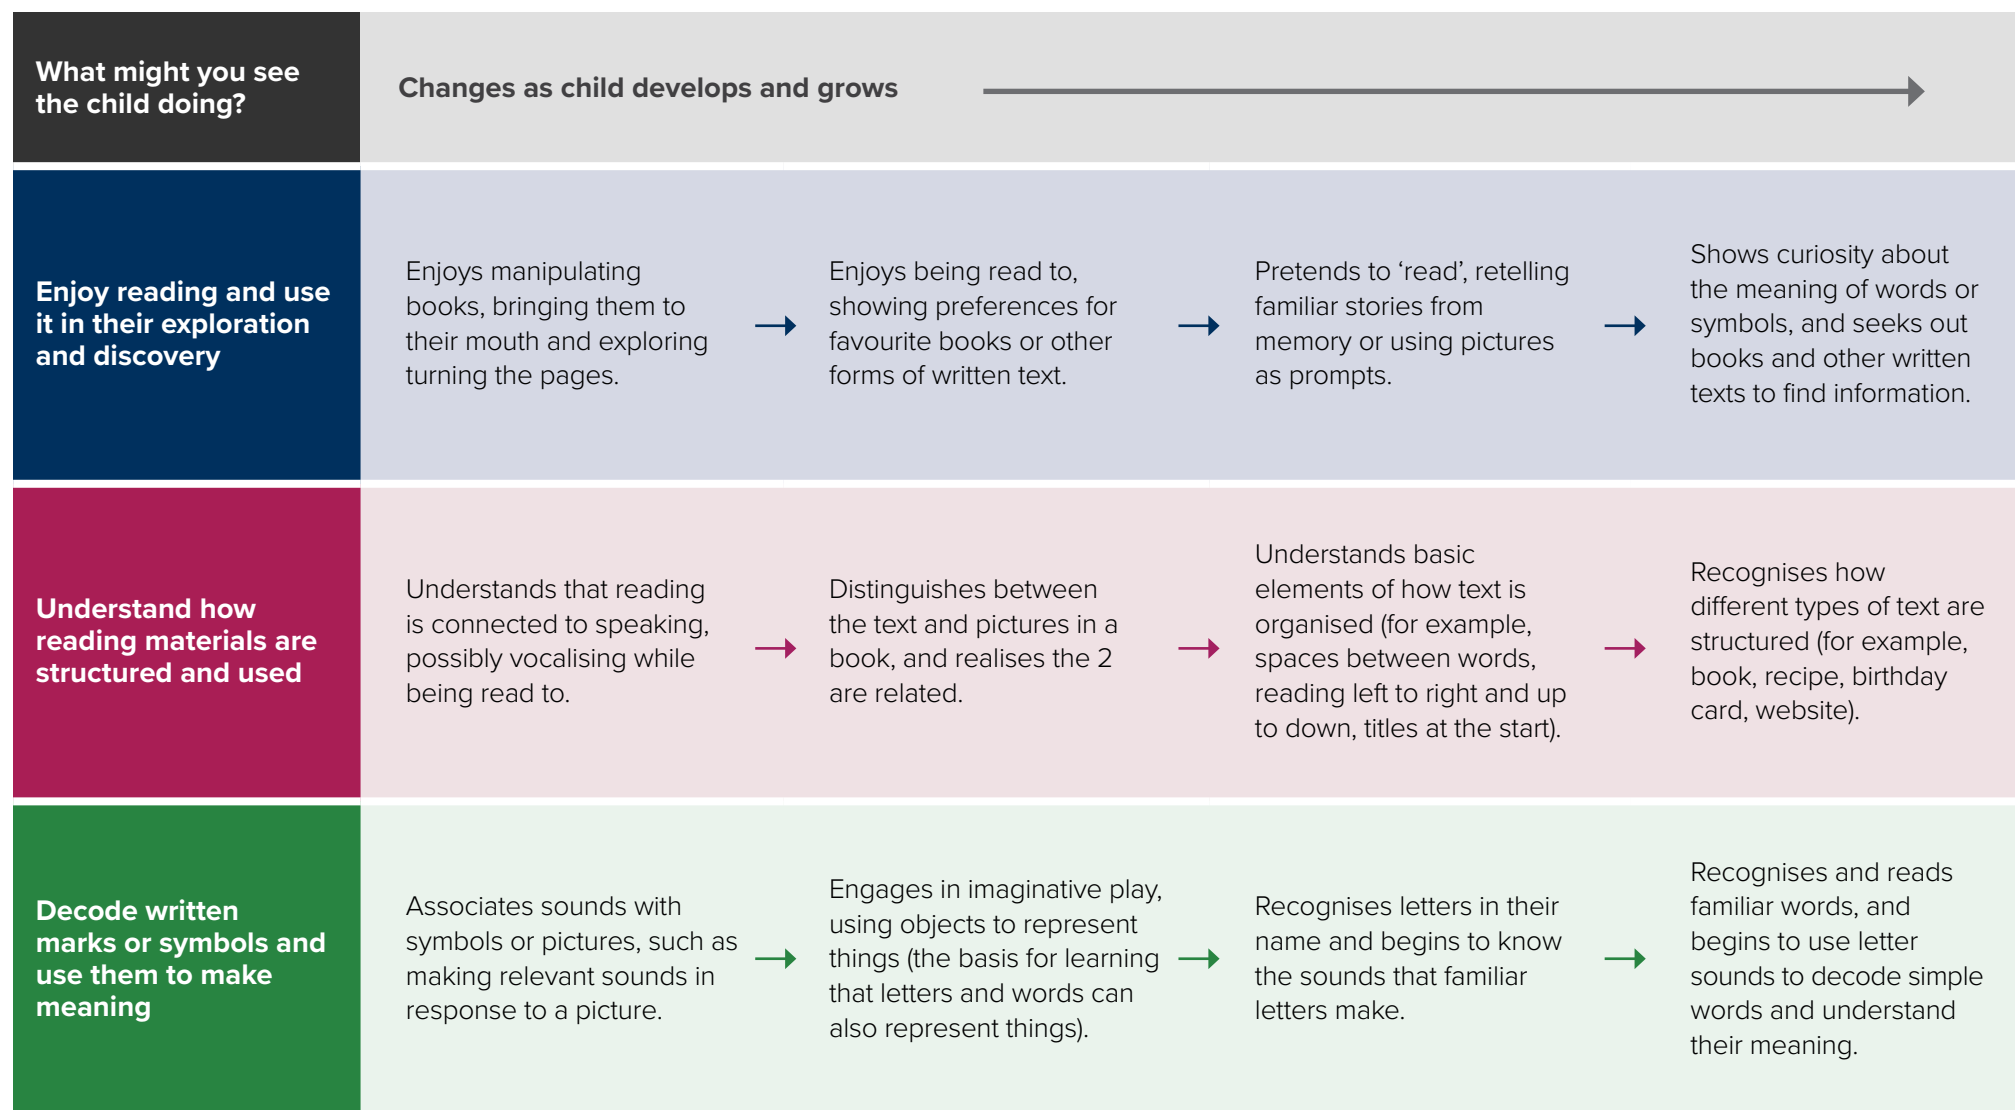 What might you see
the child doing?
Changes as child develops and grows
Enjoy reading and use
it in their exploration
and discovery
Enjoys manipulating
books, bringing them to
their mouth and exploring
turning the pages.
Enjoys being read to,
showing preferences for
favourite books or other
forms of written text.
Pretends to ‘read’, retelling
familiar stories from
memory or using pictures
as prompts.
Shows curiosity about
the meaning of words or
symbols, and seeks out
books and other written
texts to find information.
Understand how
reading materials are
structured and used
Understands that reading
is connected to speaking,
possibly vocalising while
being read to.
Distinguishes between
the text and pictures in a
book, and realises the 2
are related.
Understands basic
elements of how text is
organised (for example,
spaces between words,
reading left to right and up
to down, titles at the start).
Recognises how
different types of text are
structured (for example,
book, recipe, birthday
card, website).
Decode written
marks or symbols and
use them to make
meaning
Associates sounds with
symbols or pictures, such as
making relevant sounds in
response to a picture.
Engages in imaginative play,
using objects to represent
things (the basis for learning
that letters and words can
also represent things).
Recognises letters in their
name and begins to know
the sounds that familiar
letters make.
Recognises and reads
familiar words, and
begins to use letter
sounds to decode simple
words and understand
their meaning.